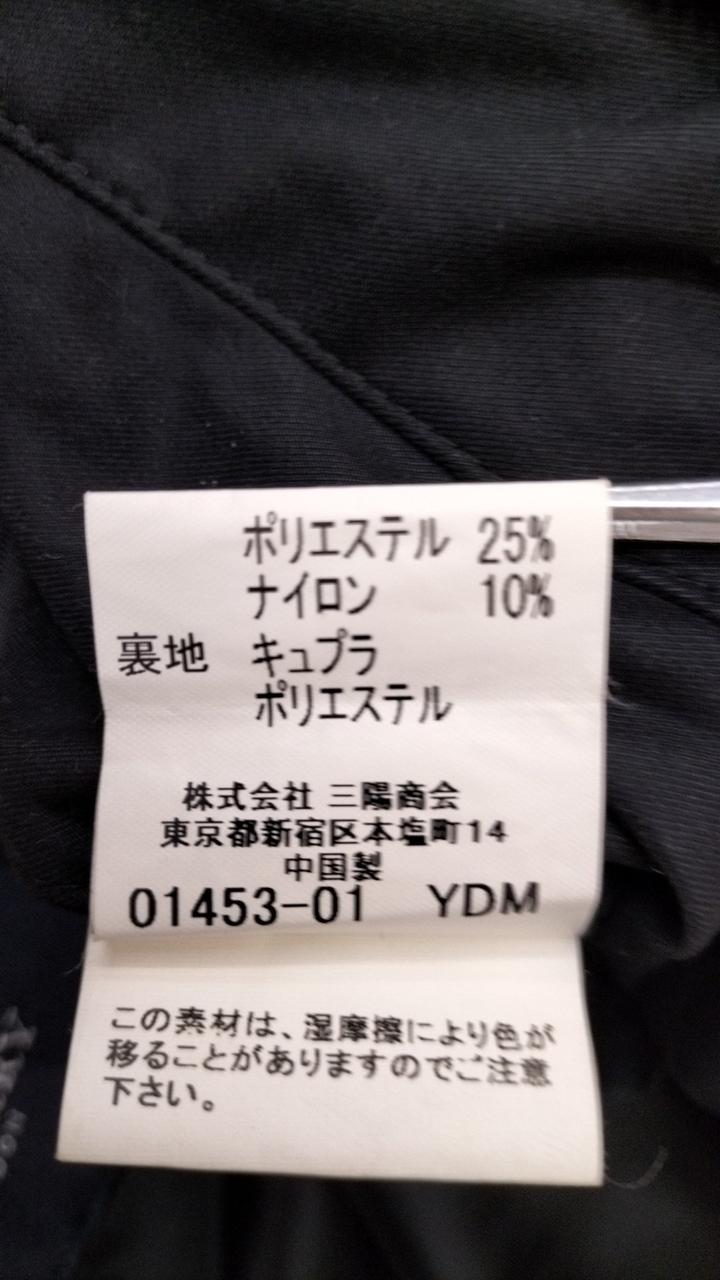 ポリエステル 25%
ナイロン 10%
裏地 キュプラ
ポリエステル
株式会社 三陽商会
東京都新宿区本塩町14
中国製
01453-01 YDM
この素材は、湿摩擦により色が
移ることがありますのでご注意
下さい。